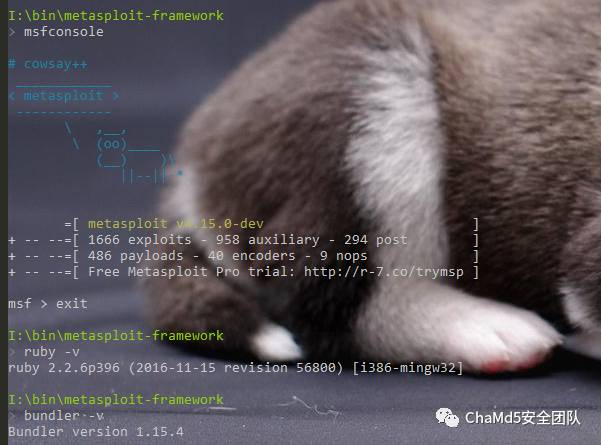 I:\bin\metasploit-framework
> msfconsole
# cowsay++
 ____________
< metasploit >
 ------------
       \   ,__,
        \  (oo)____
           (__)    )\
              ||--|| *
       =[ metasploit v4.15.0-dev                          ]
+ -- --=[ 1666 exploits - 958 auxiliary - 294 post        ]
+ -- --=[ 486 payloads - 40 encoders - 9 nops             ]
+ -- --=[ Free Metasploit Pro trial: http://r-7.co/trymsp ]
msf > exit
I:\bin\metasploit-framework
> ruby -v
ruby 2.2.6p396 (2016-11-15 revision 56800) [i386-mingw32]
I:\bin\metasploit-framework
> bundler -v
Bundler version 1.15.4
ChaMd5安全团队